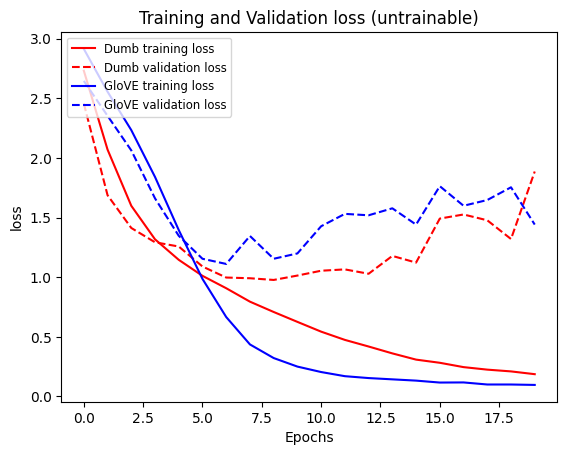 Training and Validation loss (untrainable)
Dumb training loss
Dumb validation loss
GloVE training loss
GloVE validation loss
loss
3.0
2.5
2.0
1.5
1.0
0.5
0.0
0.0 2.5 5.0 7.5 10.0 12.5 15.0 17.5
Epochs